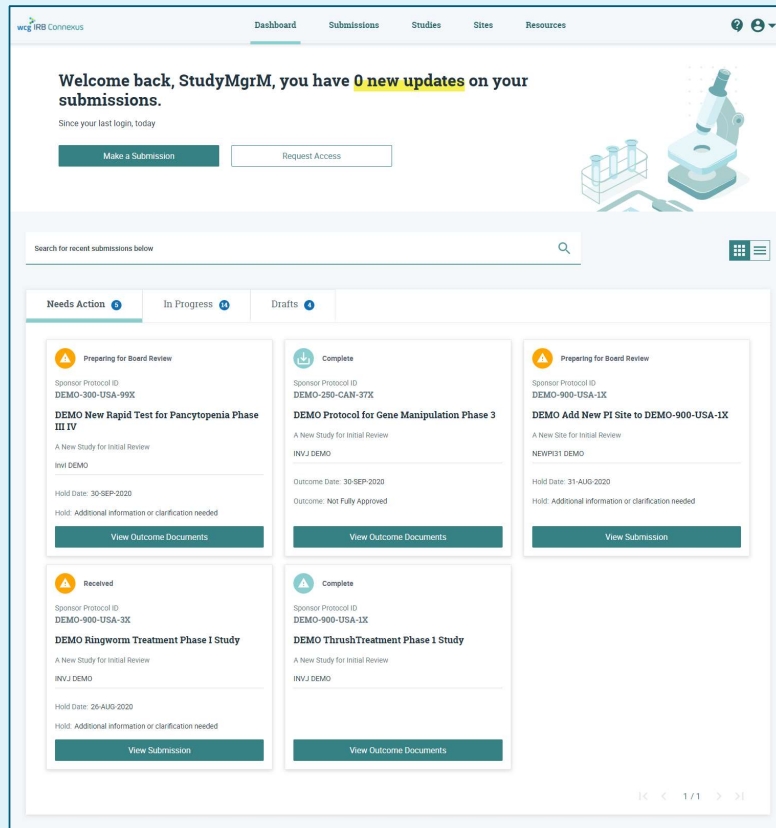 wcg IRB Connexus
Dashboard Submissions Studies Sites Resources
Welcome back, StudyMgrM, you have 0 new updates on your
submissions.
Since your last login, today
Make a Submission Request Access
Search for recent submissions below
Needs Action 5 In Progress 14 Drafts 4
Preparing for Board Review
Sponsor Protocol ID
DEMO-300-USA-99X
DEMO New Rapid Test for Pancytopenia Phase
III IV
A New Study for Initial Review
InvI DEMO
Hold Date: 30-SEP-2020
Hold: Additional information or clarification needed
View Outcome Documents
Complete
Sponsor Protocol ID
DEMO-250-CAN-37X
DEMO Protocol for Gene Manipulation Phase 3
A New Study for Initial Review
INVJ DEMO
Outcome Date: 30-SEP-2020
Outcome: Not Fully Approved
View Outcome Documents
Preparing for Board Review
Sponsor Protocol ID
DEMO-900-USA-1X
DEMO Add New PI Site to DEMO-900-USA-1X
A New Site for Initial Review
NEWPI31 DEMO
Hold Date: 31-AUG-2020
Hold: Additional information or clarification needed
View Submission
Received
Sponsor Protocol ID
DEMO-900-USA-3X
DEMO Ringworm Treatment Phase I Study
A New Study for Initial Review
INVJ DEMO
Hold Date: 26-AUG-2020
Hold: Additional information or clarification needed
View Submission
Complete
Sponsor Protocol ID
DEMO-900-USA-1X
DEMO ThrushTreatment Phase 1 Study
A New Study for Initial Review
INVJ DEMO
View Outcome Documents
1 / 1